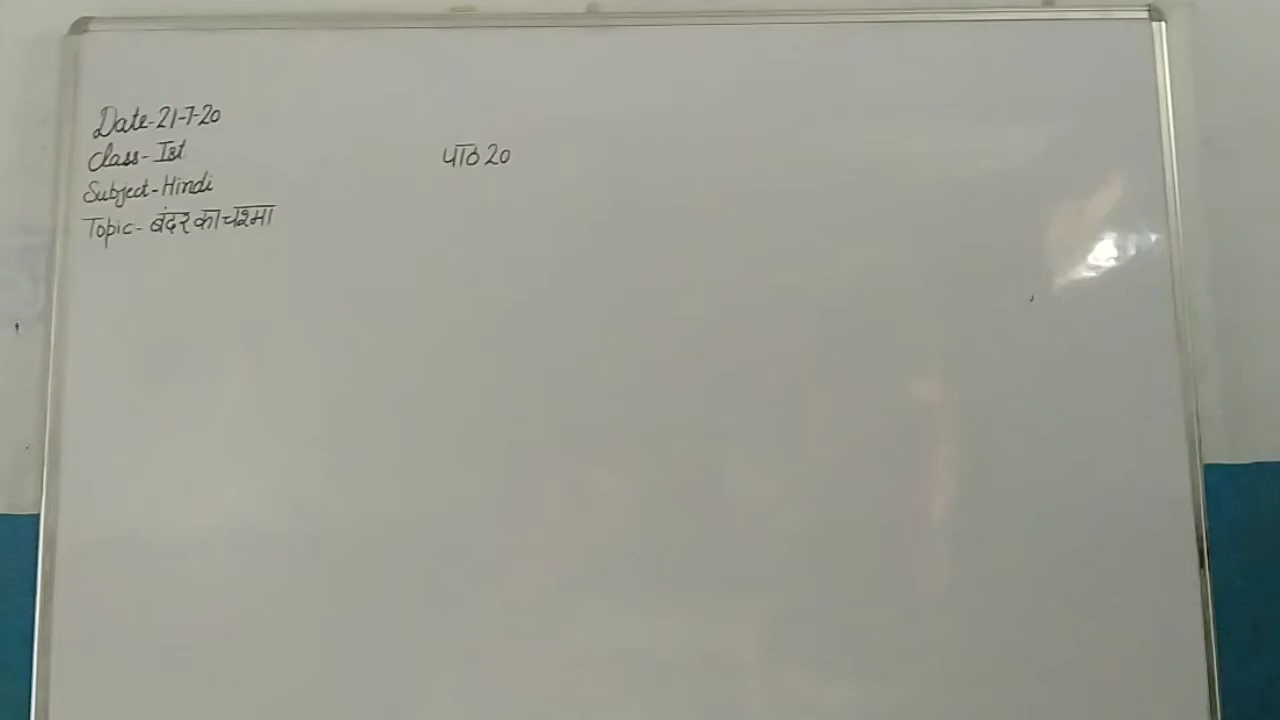 Date-21-7-20
Class-Ist
पाठ 20
Subject-Hindi
Topic- बंदर का चश्मा